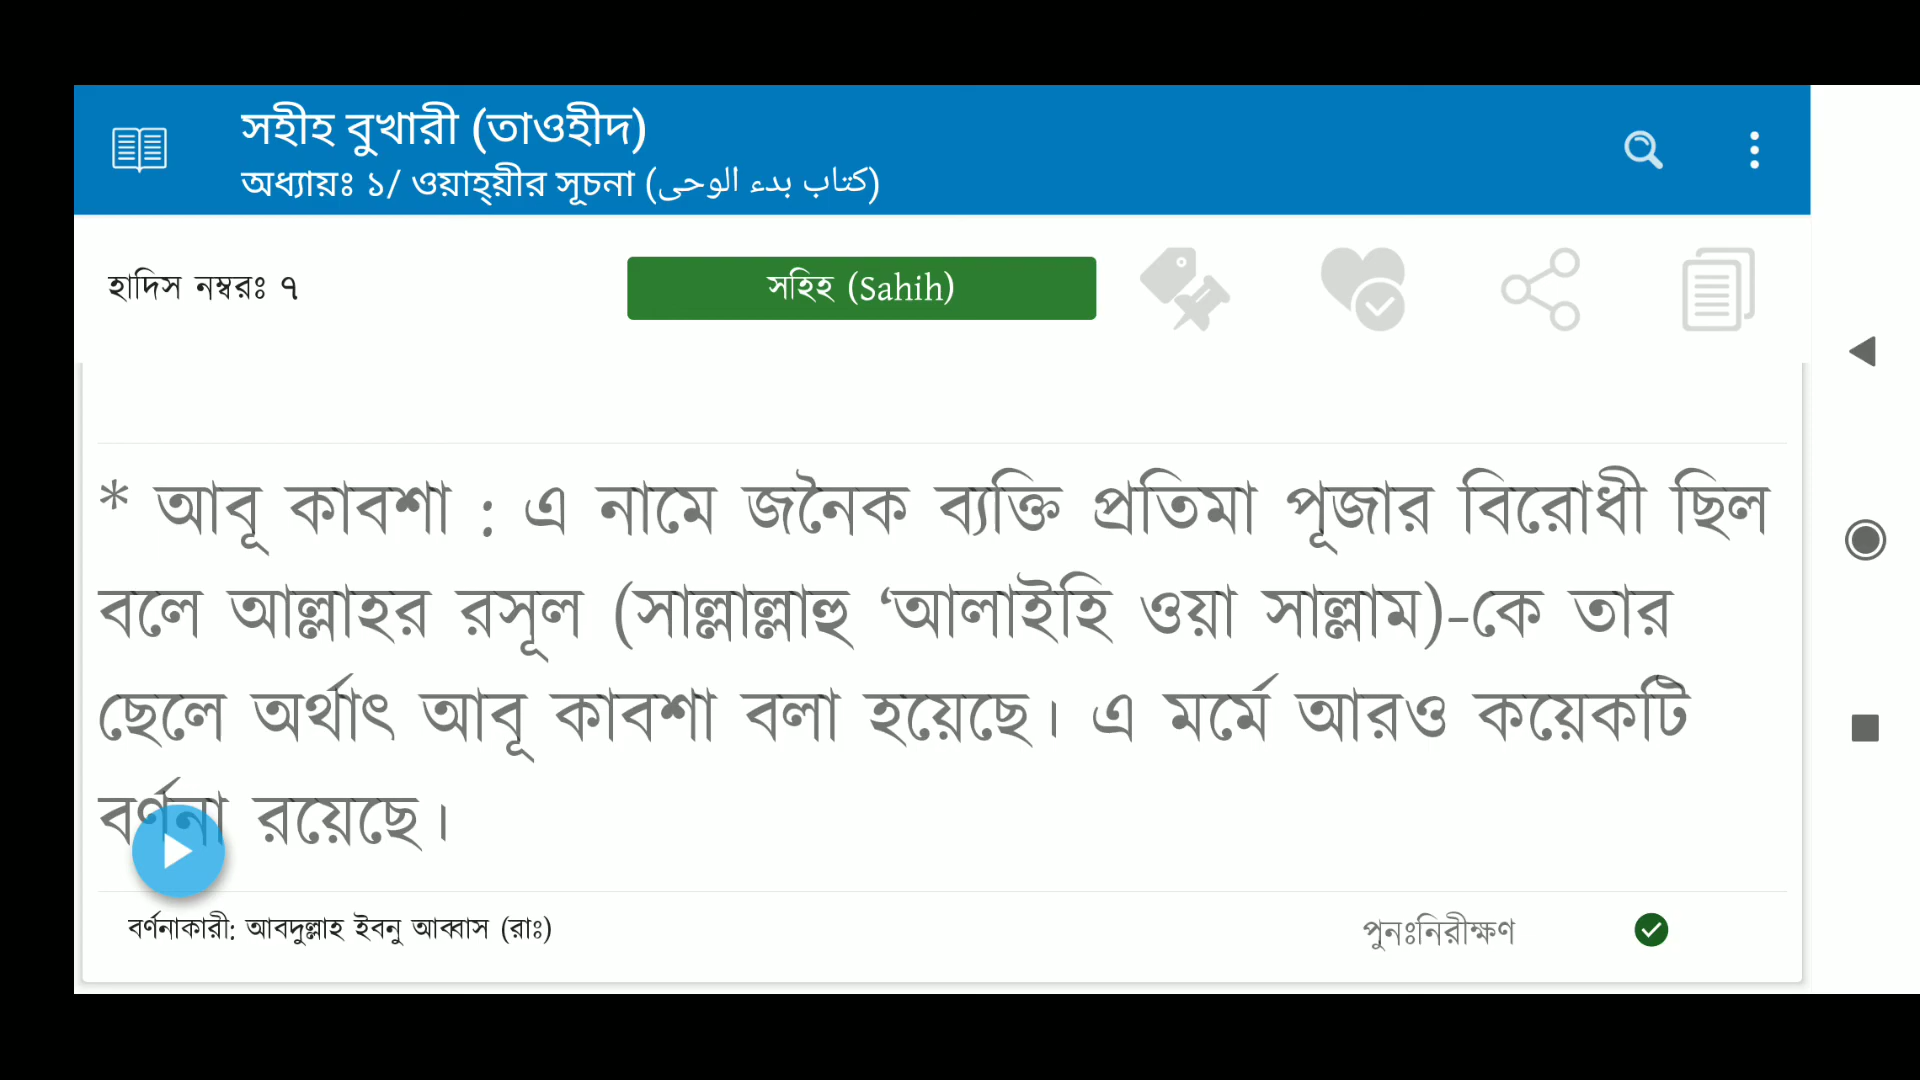 সহীহ বুখারী (তাওহীদ)
অধ্যায়ঃ ১/ ওয়াহ্য়ীর সূচনা (كتاب بدء الوحى)
হাদিস নম্বরঃ ৭
সহিহ (Sahih)
* আবূ কাবশা : এ নামে জনৈক ব্যক্তি প্রতিমা পূজার বিরোধী ছিল
বলে আল্লাহর রসূল (সাল্লাল্লাহু ‘আলাইহি ওয়া সাল্লাম)-কে তার
ছেলে অর্থাৎ আবূ কাবশা বলা হয়েছে। এ মর্মে আরও কয়েকটি
বর্ণনা রয়েছে।
বর্ণনাকারী: আবদুল্লাহ ইবনু আব্বাস (রাঃ)
পুনঃনিরীক্ষণ